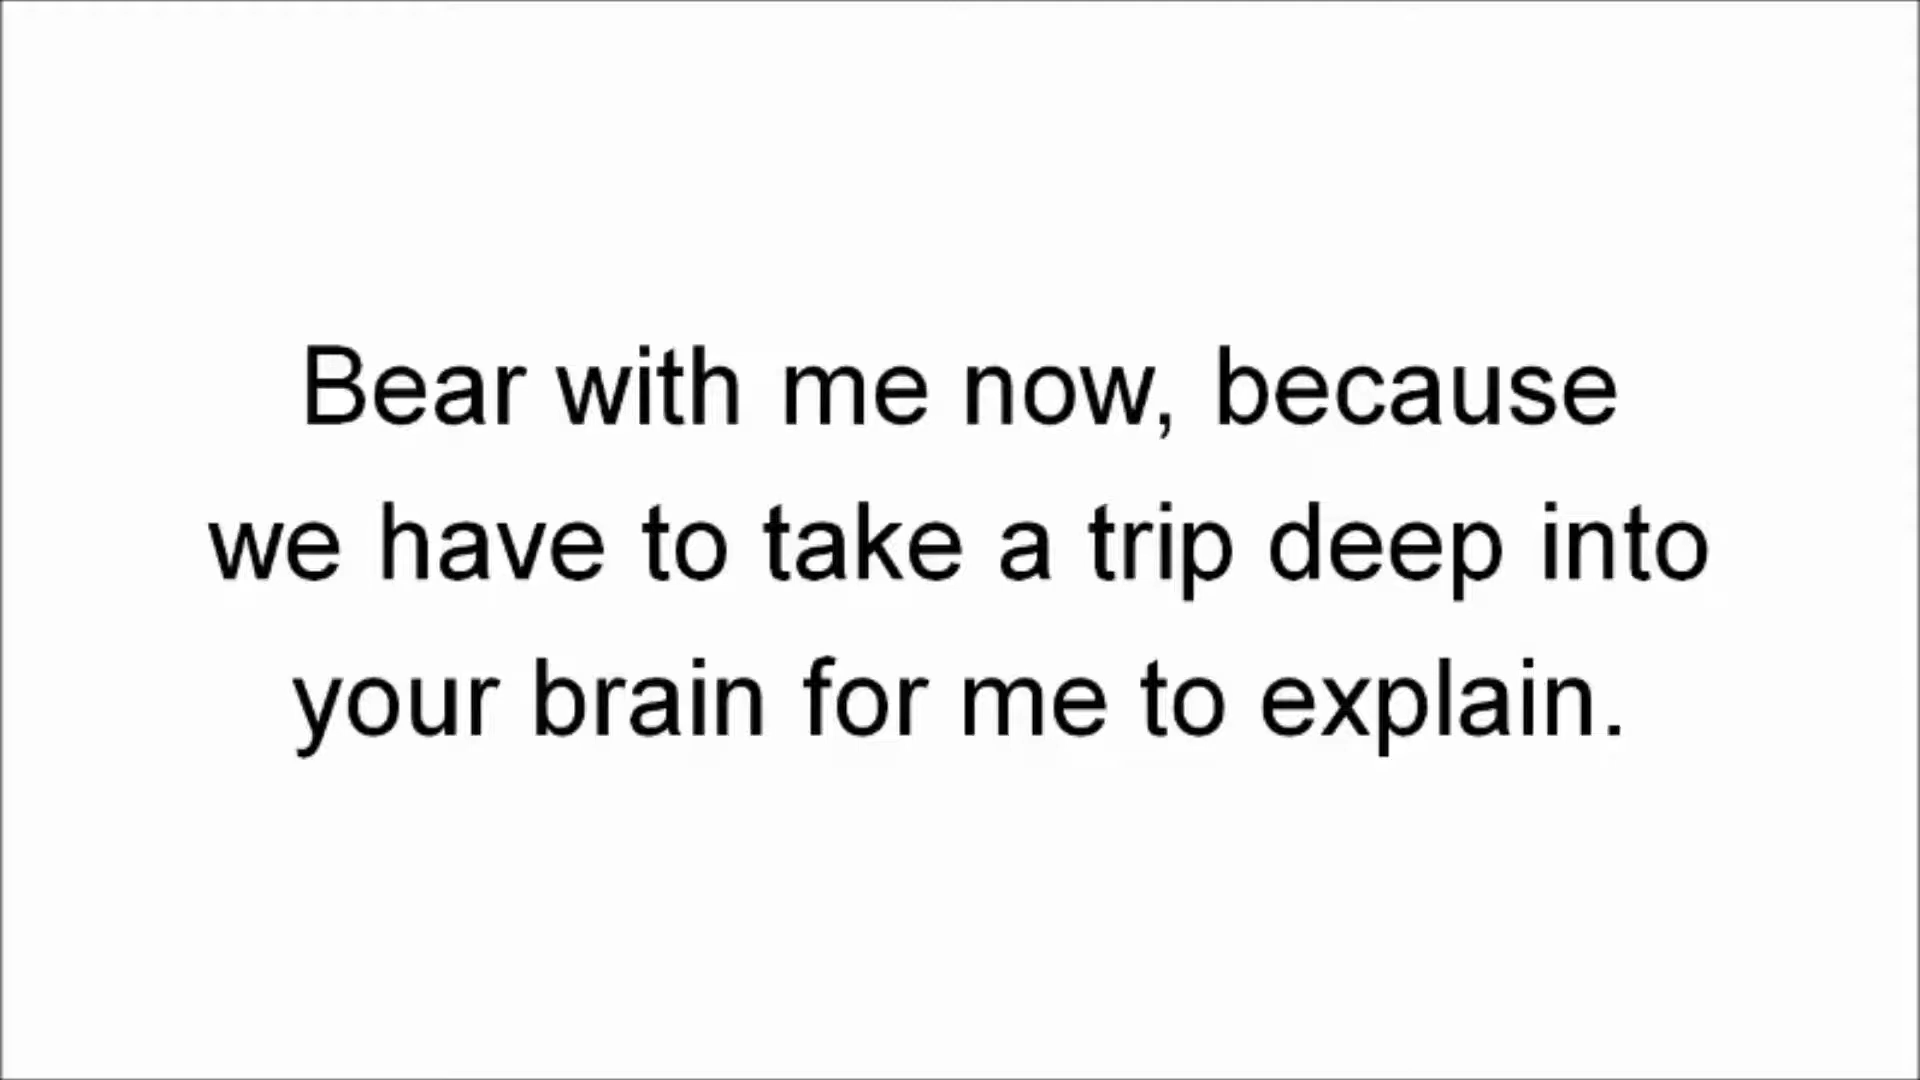 Bear with me now, because
we have to take a trip deep into
your brain for me to explain.